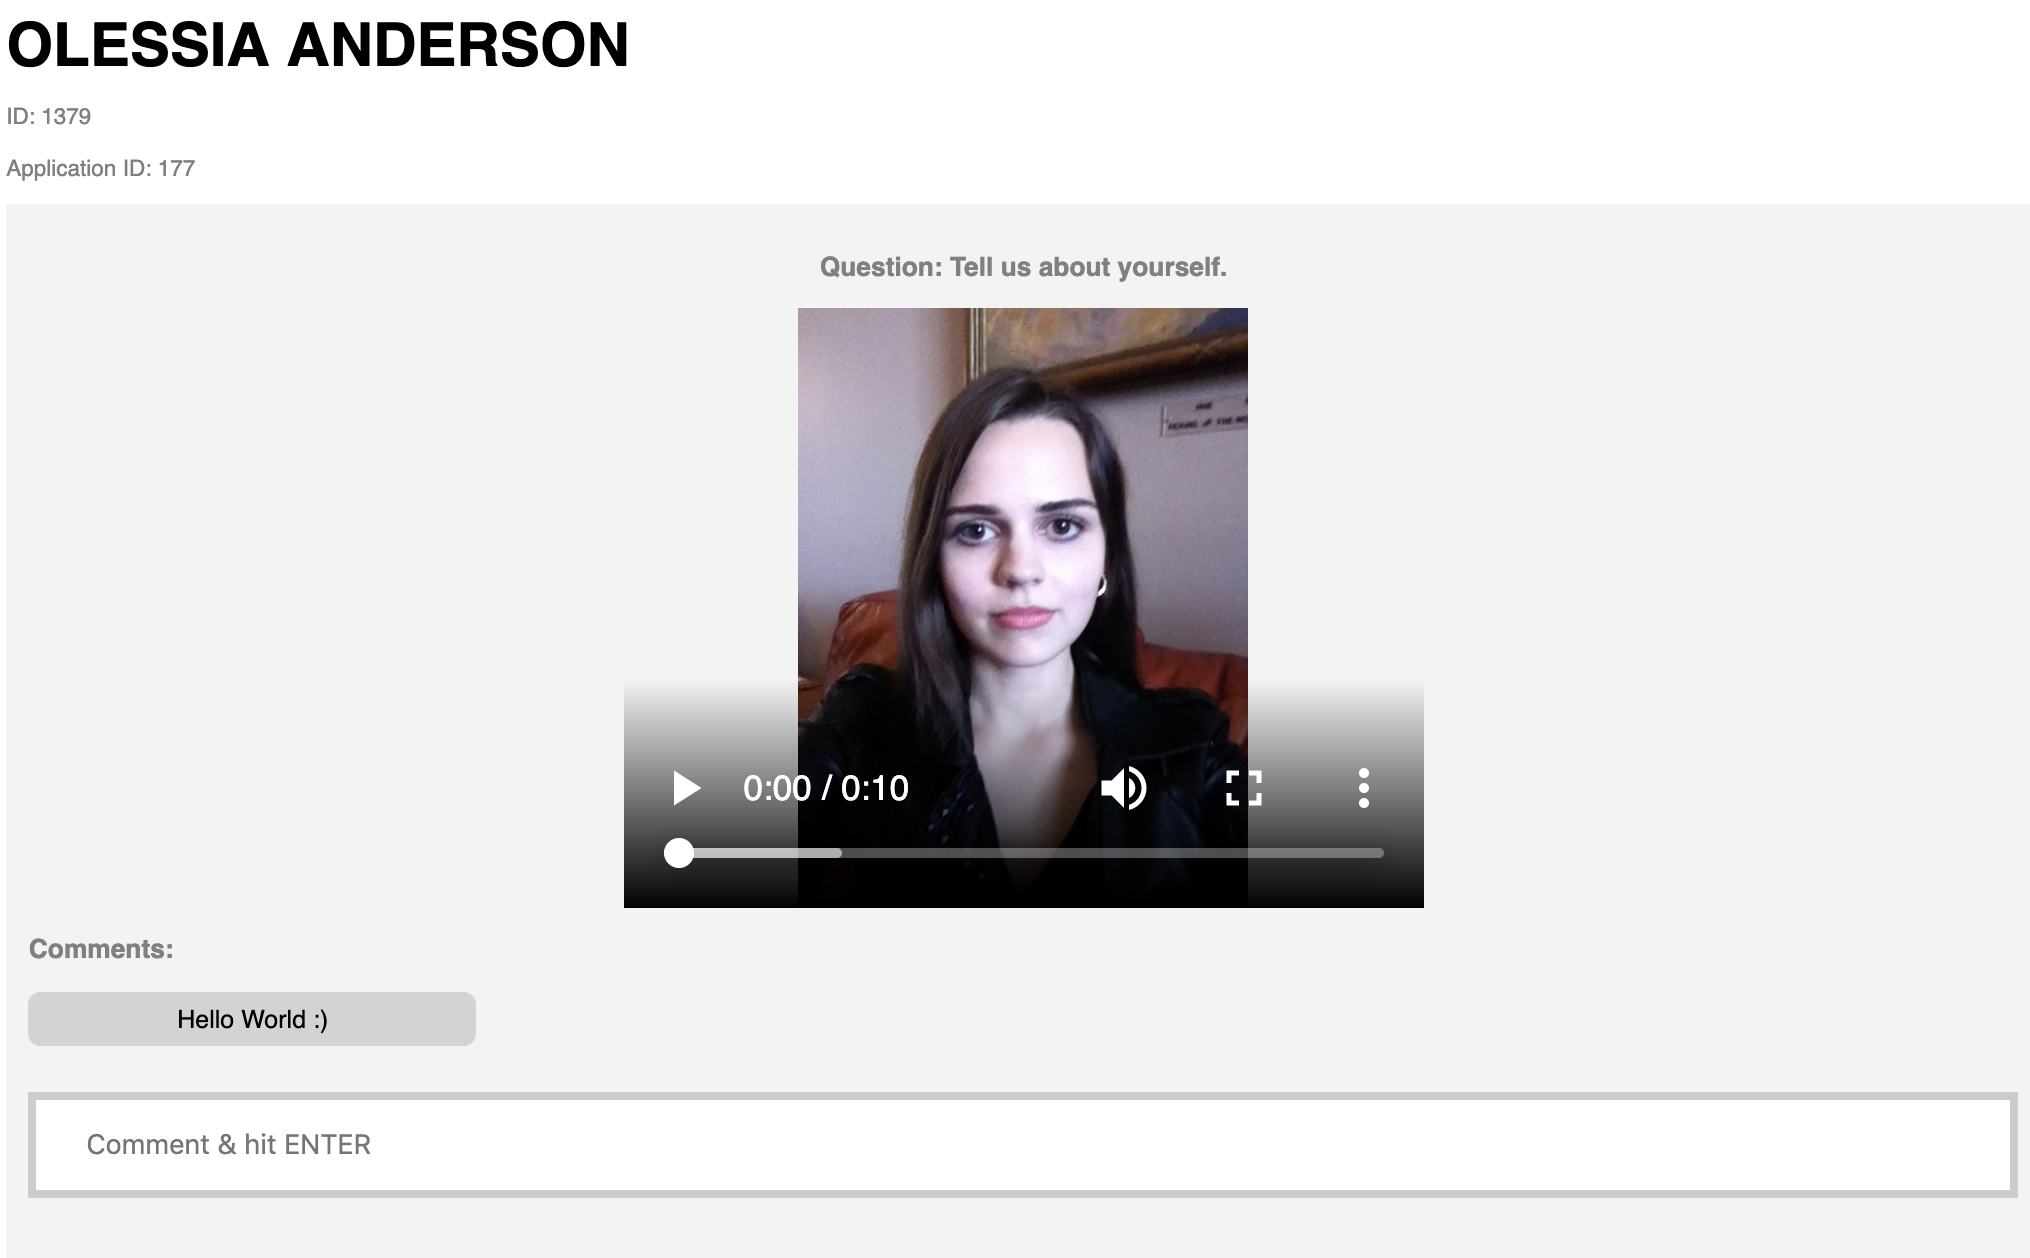 OLESSIA ANDERSON
ID: 1379
Application ID: 177
Question: Tell us about yourself.
0:00 / 0:10
Comments:
Hello World :)
Comment & hit ENTER